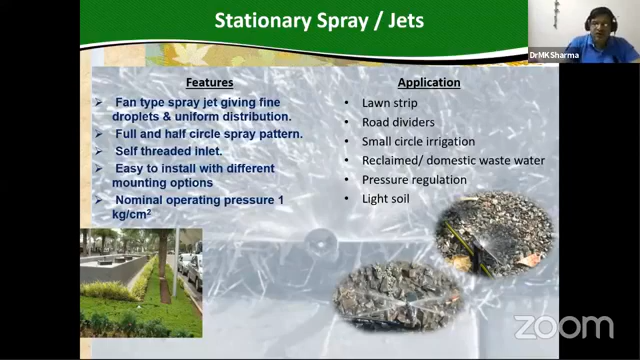 Stationary Spray / Jets
DrMK Sharma
Features
Fan type spray jet giving fine
droplets & uniform distribution.
Full and half circle spray pattern.
Self threaded inlet.
Easy to install with different
mounting options
Nominal operating pressure 1
kg/cm²
Application
Lawn strip
Road dividers
Small circle irrigation
Reclaimed/ domestic waste water
Pressure regulation
Light soil
zoom